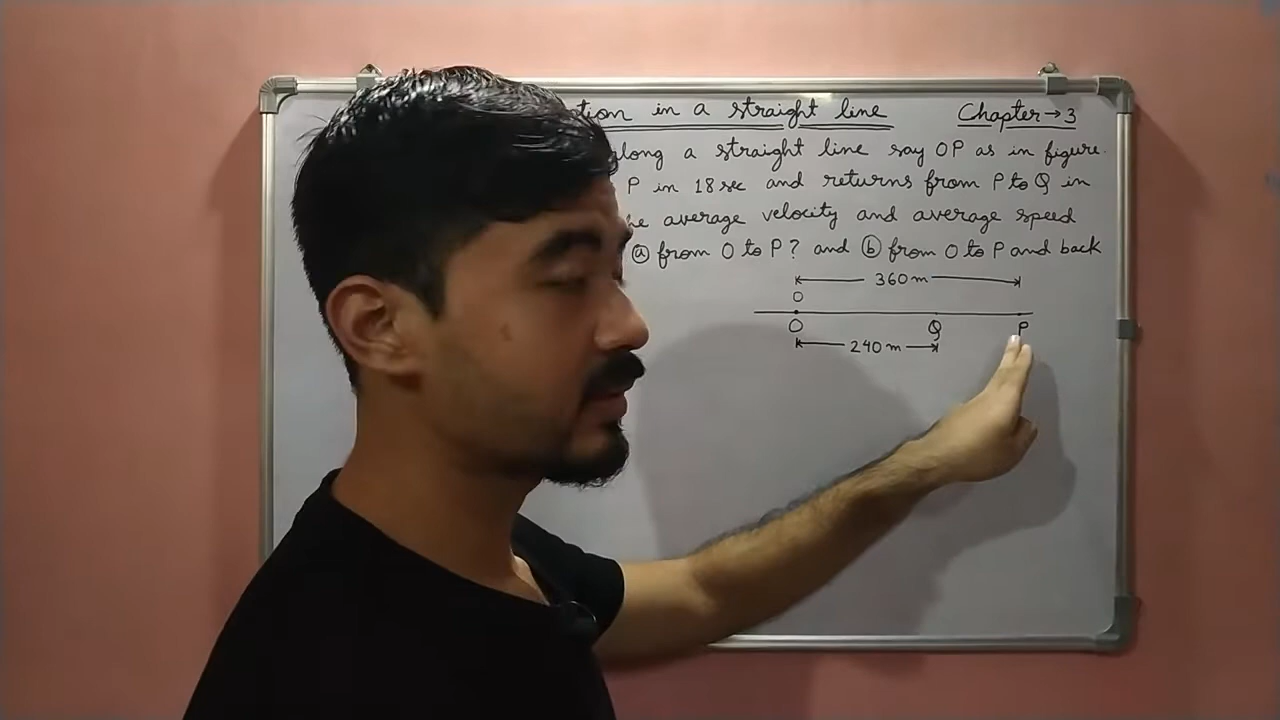 tion in a straight line Chapter→3
along a straight line say OP as in figure.
P in 18 sec and returns from P to Q in
he average velocity and average speed
ⓐ from O to P? and ⓑ from O to P and back
360 m
O
O Q P
240 m